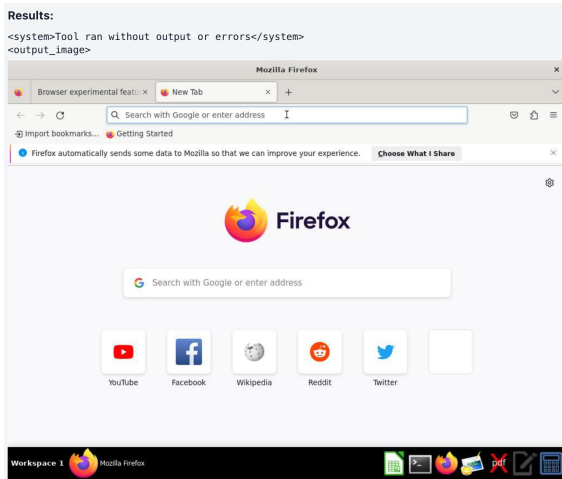 Results:
<system>Tool ran without output or errors</system>
<output_image>
Mozilla Firefox
Browser experimental featu
New Tab
Search with Google or enter address
Import bookmarks...
Getting Started
Firefox automatically sends some data to Mozilla so that we can improve your experience.
Choose What I Share
Firefox
Search with Google or enter address
YouTube
Facebook
Wikipedia
Reddit
Twitter
Workspace 1
Mozilla Firefox
pdf